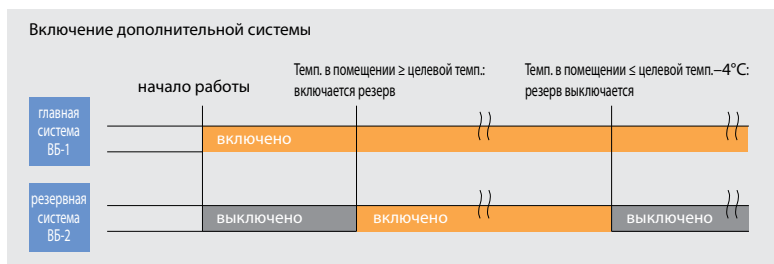 Включение дополнительной системы
начало работы
Темп. в помещении ≥ целевой темп.:
включается резерв
Темп. в помещении ≤ целевой темп.–4°C:
резерв выключается
главная
система
ВБ-1
включено
резервная
система
ВБ-2
выключено
включено
выключено